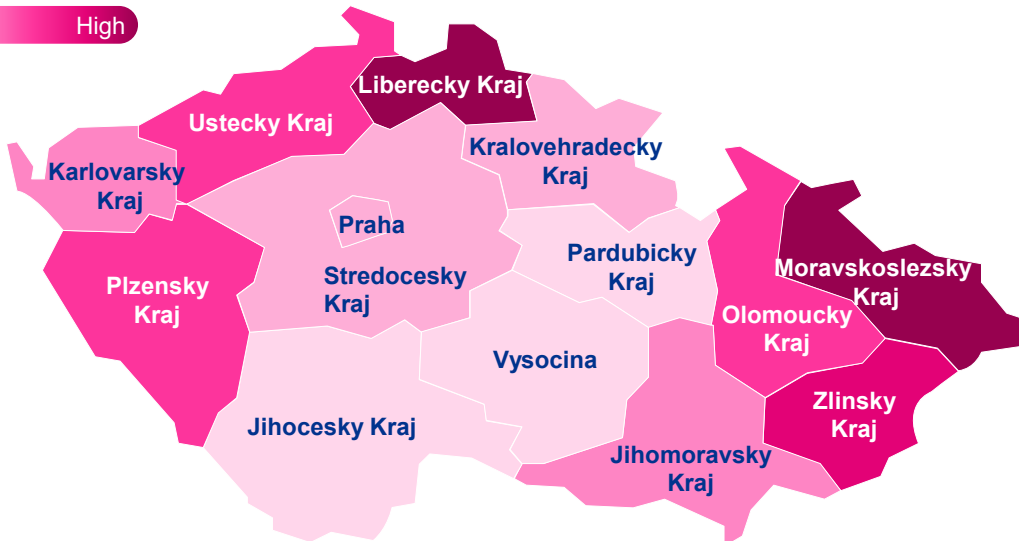 High
Liberecky Kraj
Ustecky Kraj
Kralovehradecky
Kraj
Karlovarsky
Kraj
Praha
Pardubicky
Kraj
Stredocesky
Kraj
Plzensky
Kraj
Moravskoslezsky
Kraj
Olomoucky
Kraj
Vysocina
Zlinsky
Kraj
Jihocesky Kraj
Jihomoravsky
Kraj